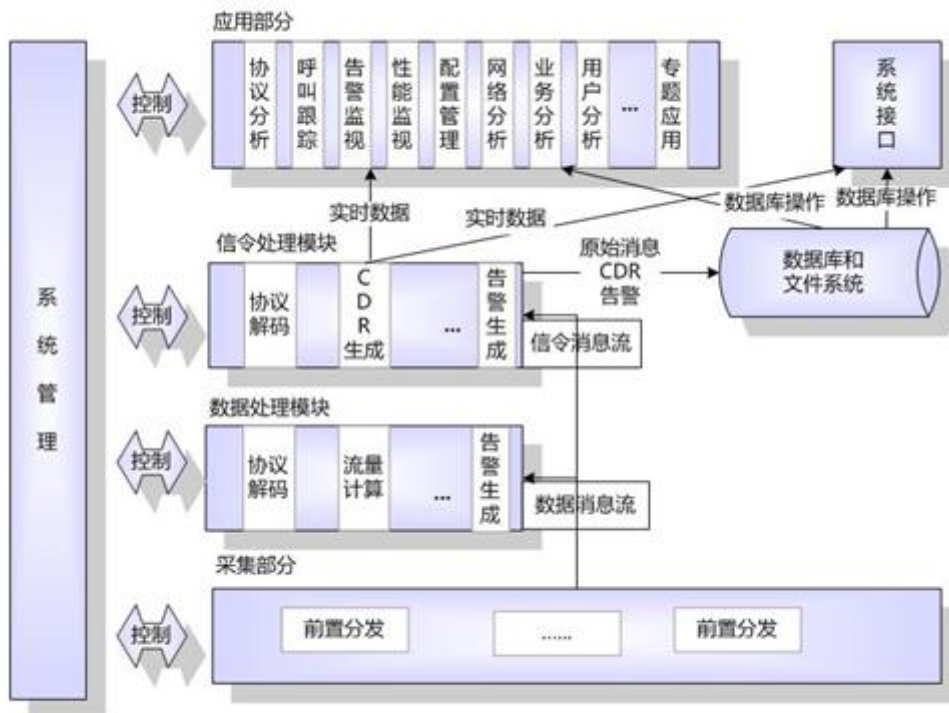 应用部分
系统管理
控制
协议分析
呼叫跟踪
告警监视
性能监视
配置管理
网络分析
业务分析
用户分析
...
专题应用
系统接口
实时数据
实时数据
数据库操作
数据库操作
信令处理模块
控制
协议
解码
CDR生成
...
告警生成
原始消息
CDR
告警
数据库和
文件系统
信令消息流
数据处理模块
控制
协议
解码
流量
计算
...
告警生成
数据消息流
采集部分
控制
前置分发
......
前置分发